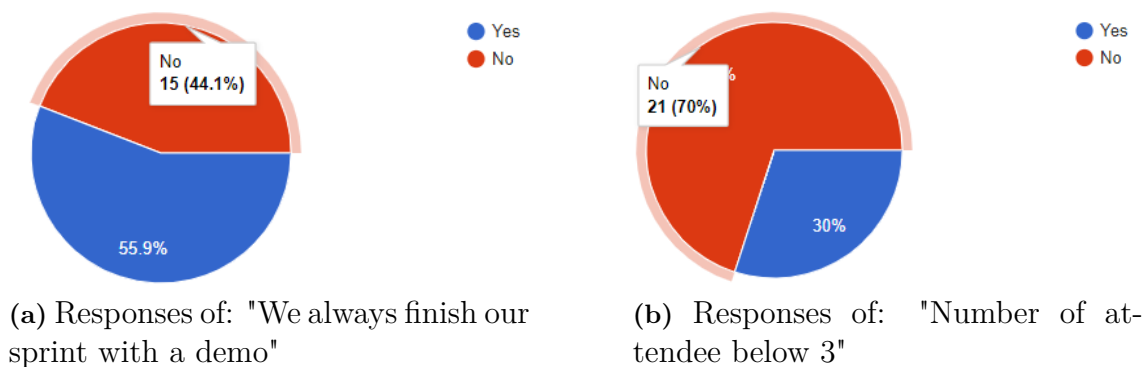 Yes
No
No
15 (44.1%)
55.9%
(a) Responses of: "We always finish our
sprint with a demo"
Yes
No
No
21 (70%)
%
30%
(b) Responses of: "Number of at-
tendee below 3"